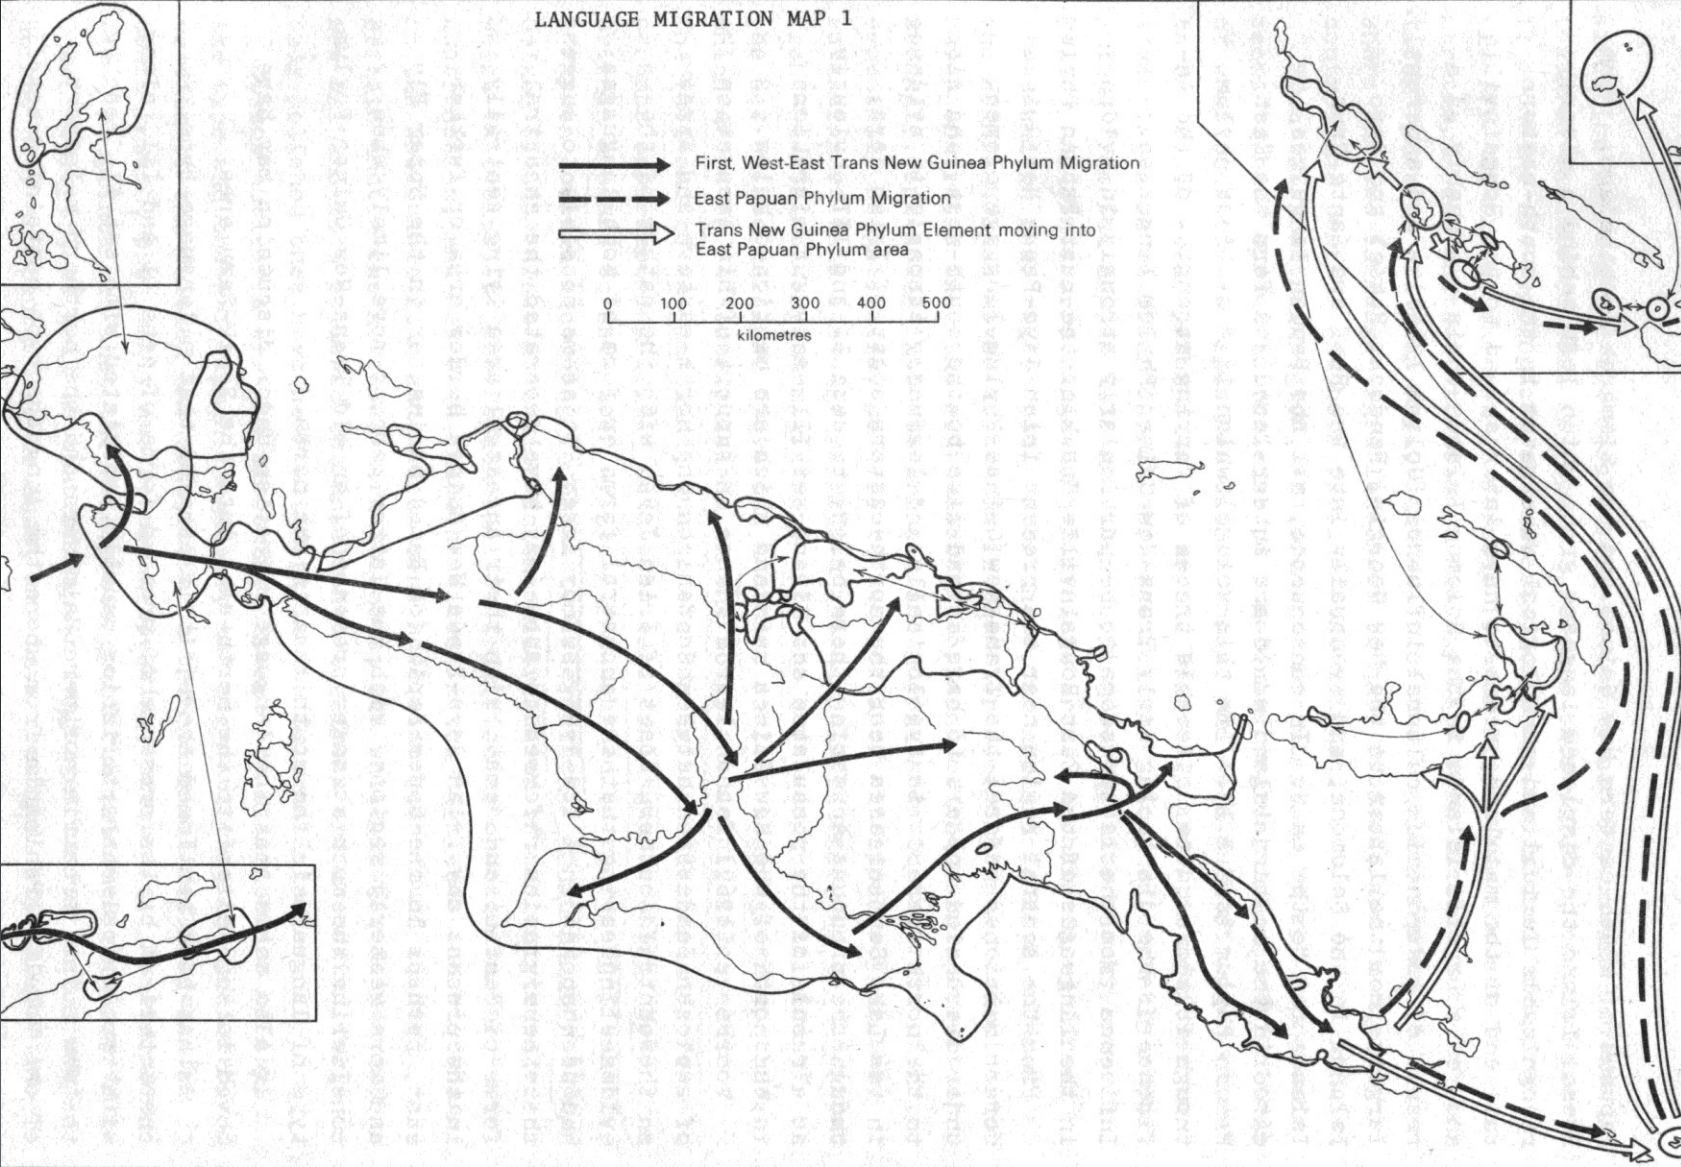 LANGUAGE MIGRATION MAP 1
First, West-East Trans New Guinea Phylum Migration
East Papuan Phylum Migration
Trans New Guinea Phylum Element moving into
East Papuan Phylum area
0 100 200 300 400 500
kilometres